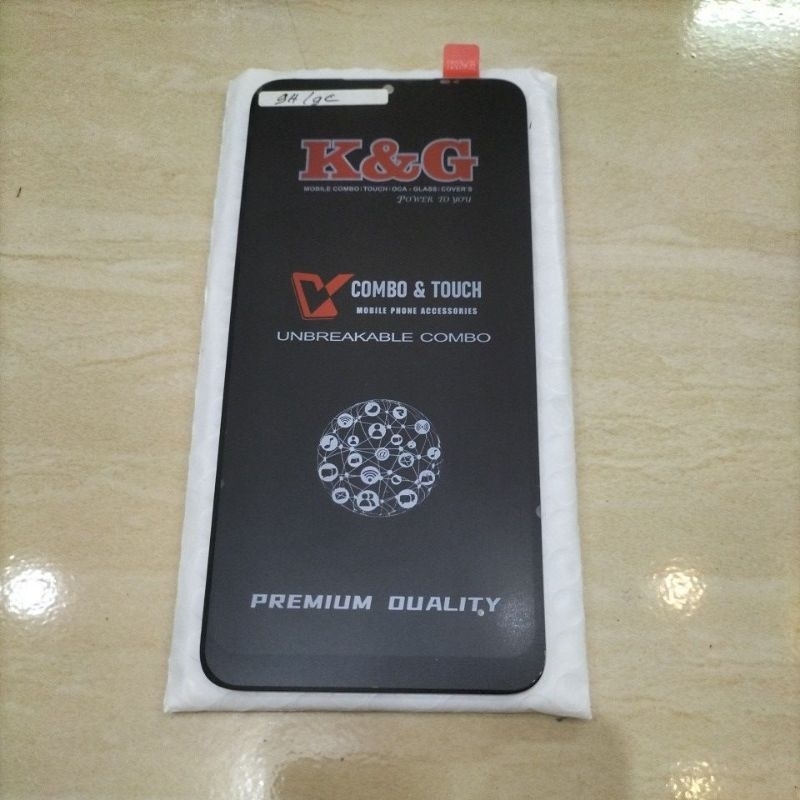 9A/9C
K&G
MOBILE COMBO | TOUCH | OCA - GLASS | COVER'S
POWER TO YOU
COMBO & TOUCH
MOBILE PHONE ACCESSORIES
UNBREAKABLE COMBO
PREMIUM QUALITY